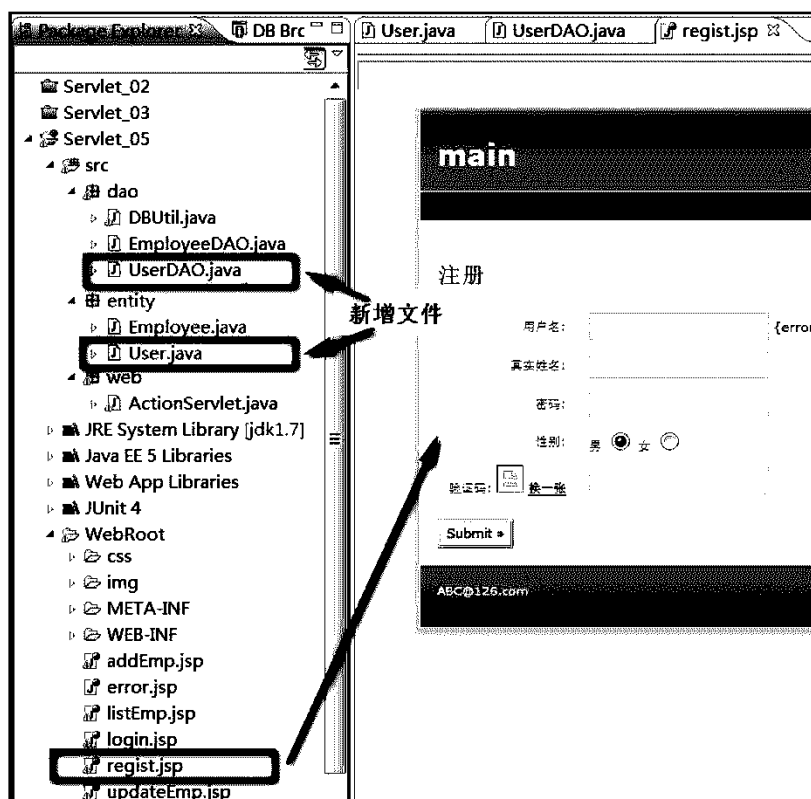 Package Explorer
DB Brc
User.java
UserDAO.java
regist.jsp
Servlet_02
Servlet_03
Servlet_05
src
dao
DBUtil.java
EmployeeDAO.java
UserDAO.java
entity
Employee.java
User.java
web
ActionServlet.java
JRE System Library [jdk1.7]
Java EE 5 Libraries
Web App Libraries
JUnit 4
WebRoot
css
img
META-INF
WEB-INF
addEmp.jsp
error.jsp
listEmp.jsp
login.jsp
regist.jsp
updateEmp.jsp
新增文件
main
注册
用户名:
{error
真实姓名:
密码:
性别: 男 女
验证码: 换一张
Submit »
ABC@126.com